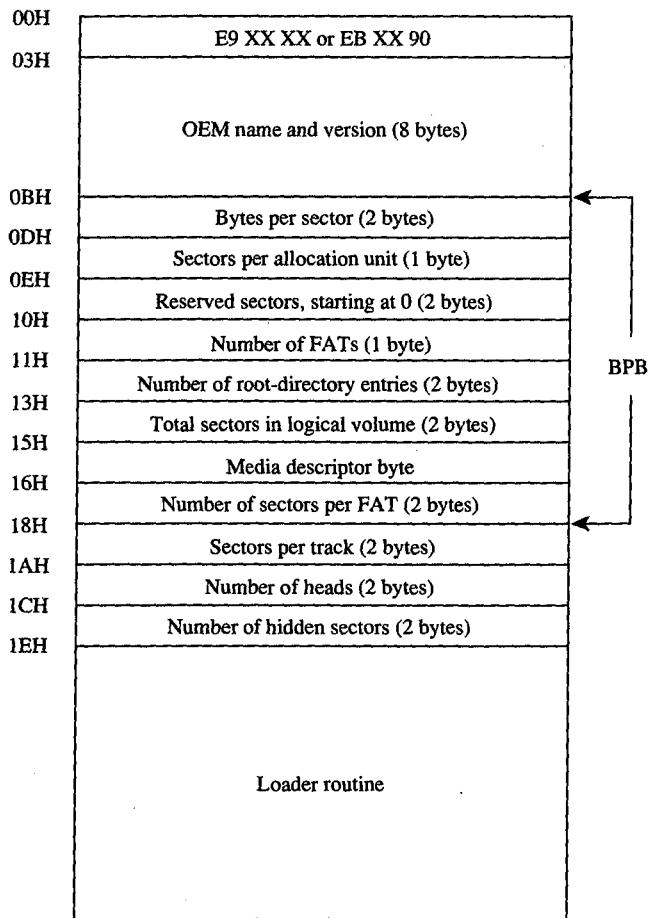 00H
E9 XX XX or EB XX 90
03H
OEM name and version (8 bytes)
0BH
Bytes per sector (2 bytes)
0DH
Sectors per allocation unit (1 byte)
0EH
Reserved sectors, starting at 0 (2 bytes)
10H
Number of FATs (1 byte)
11H
BPB
Number of root-directory entries (2 bytes)
13H
Total sectors in logical volume (2 bytes)
15H
Media descriptor byte
16H
Number of sectors per FAT (2 bytes)
18H
Sectors per track (2 bytes)
1AH
Number of heads (2 bytes)
1CH
Number of hidden sectors (2 bytes)
1EH
Loader routine